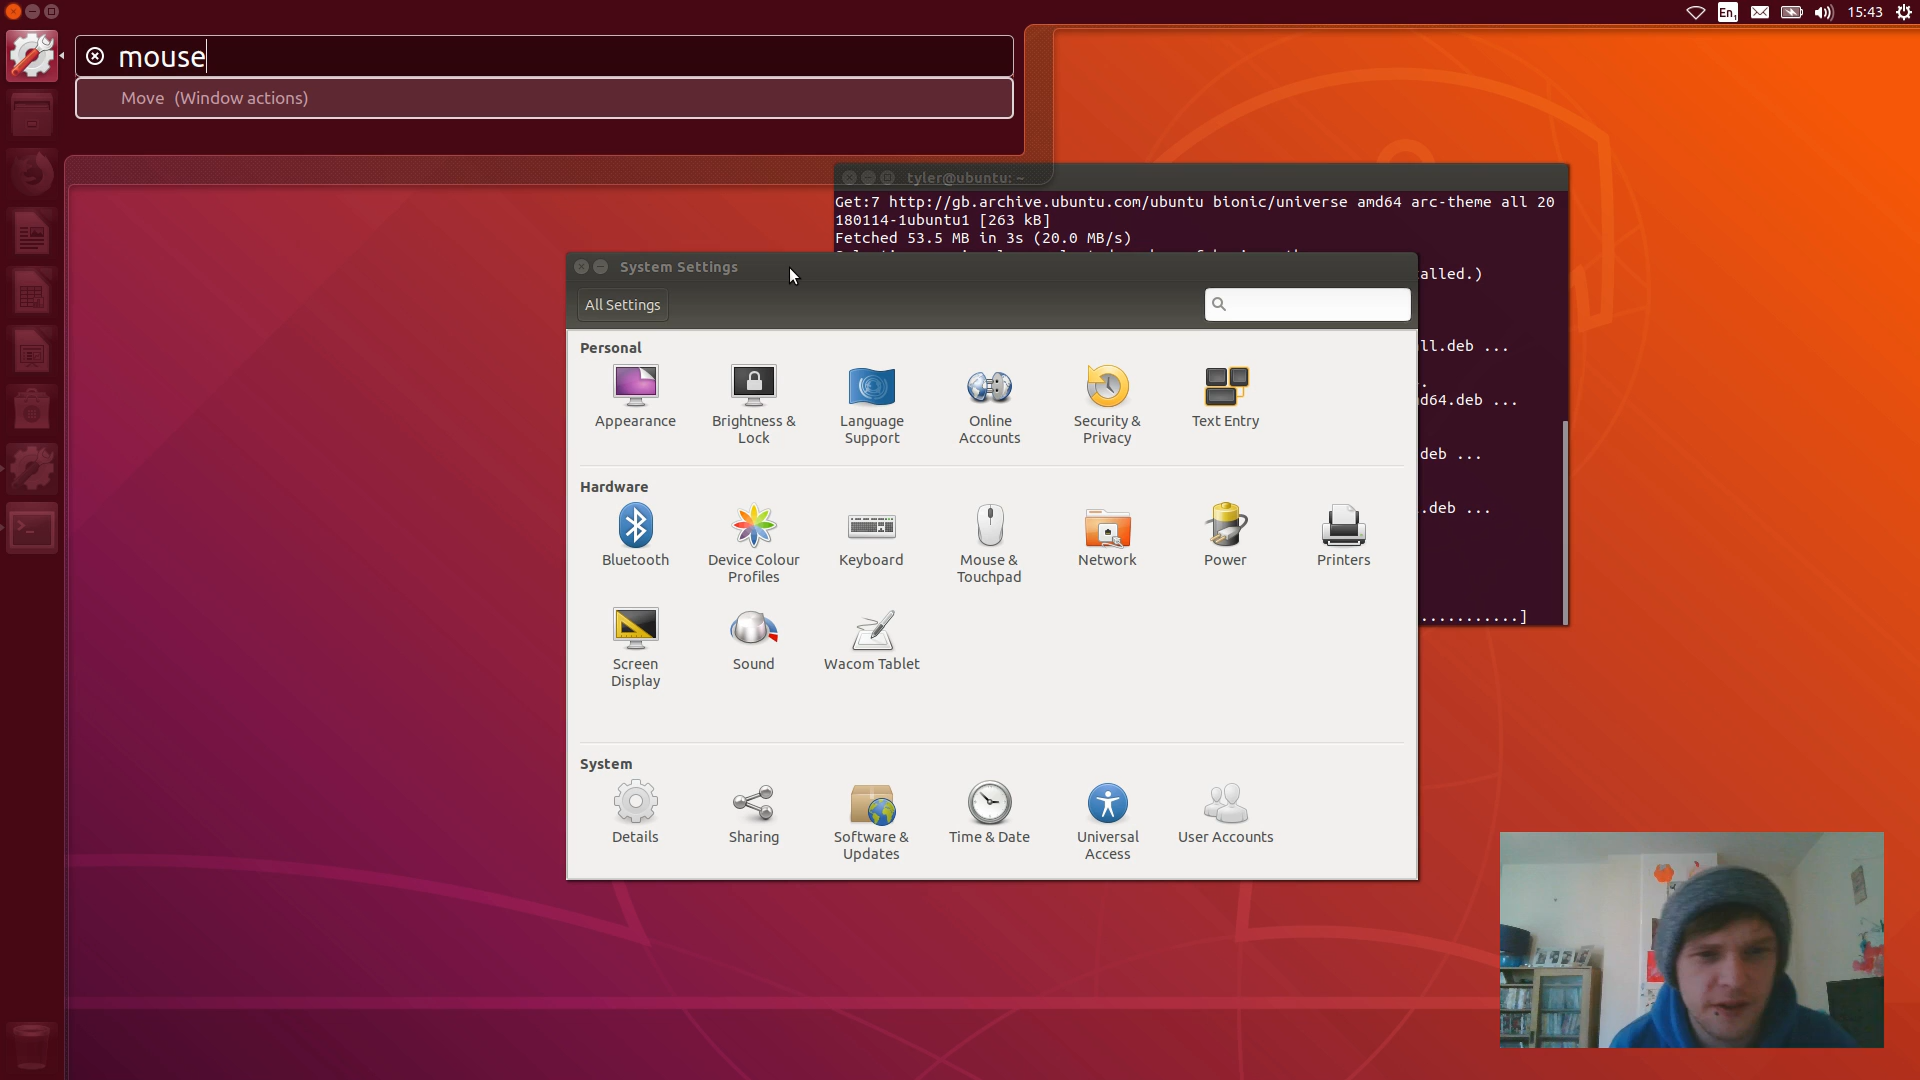 En1
15:43
mouse
Move (Window actions)
tyler@ubuntu: ~
Get:7 http://gb.archive.ubuntu.com/ubuntu bionic/universe amd64 arc-theme all 20
180114-1ubuntu1 [263 kB]
Fetched 53.5 MB in 3s (20.0 MB/s)
alled.)
ll.deb ...
.
d64.deb ...
deb ...
.deb ...
...........]
System Settings
All Settings
Personal
Appearance
Brightness &
Lock
Language
Support
Online
Accounts
Security &
Privacy
Text Entry
Hardware
Bluetooth
Device Colour
Profiles
Keyboard
Mouse &
Touchpad
Network
Power
Printers
Screen
Display
Sound
Wacom Tablet
System
Details
Sharing
Software &
Updates
Time & Date
Universal
Access
User Accounts